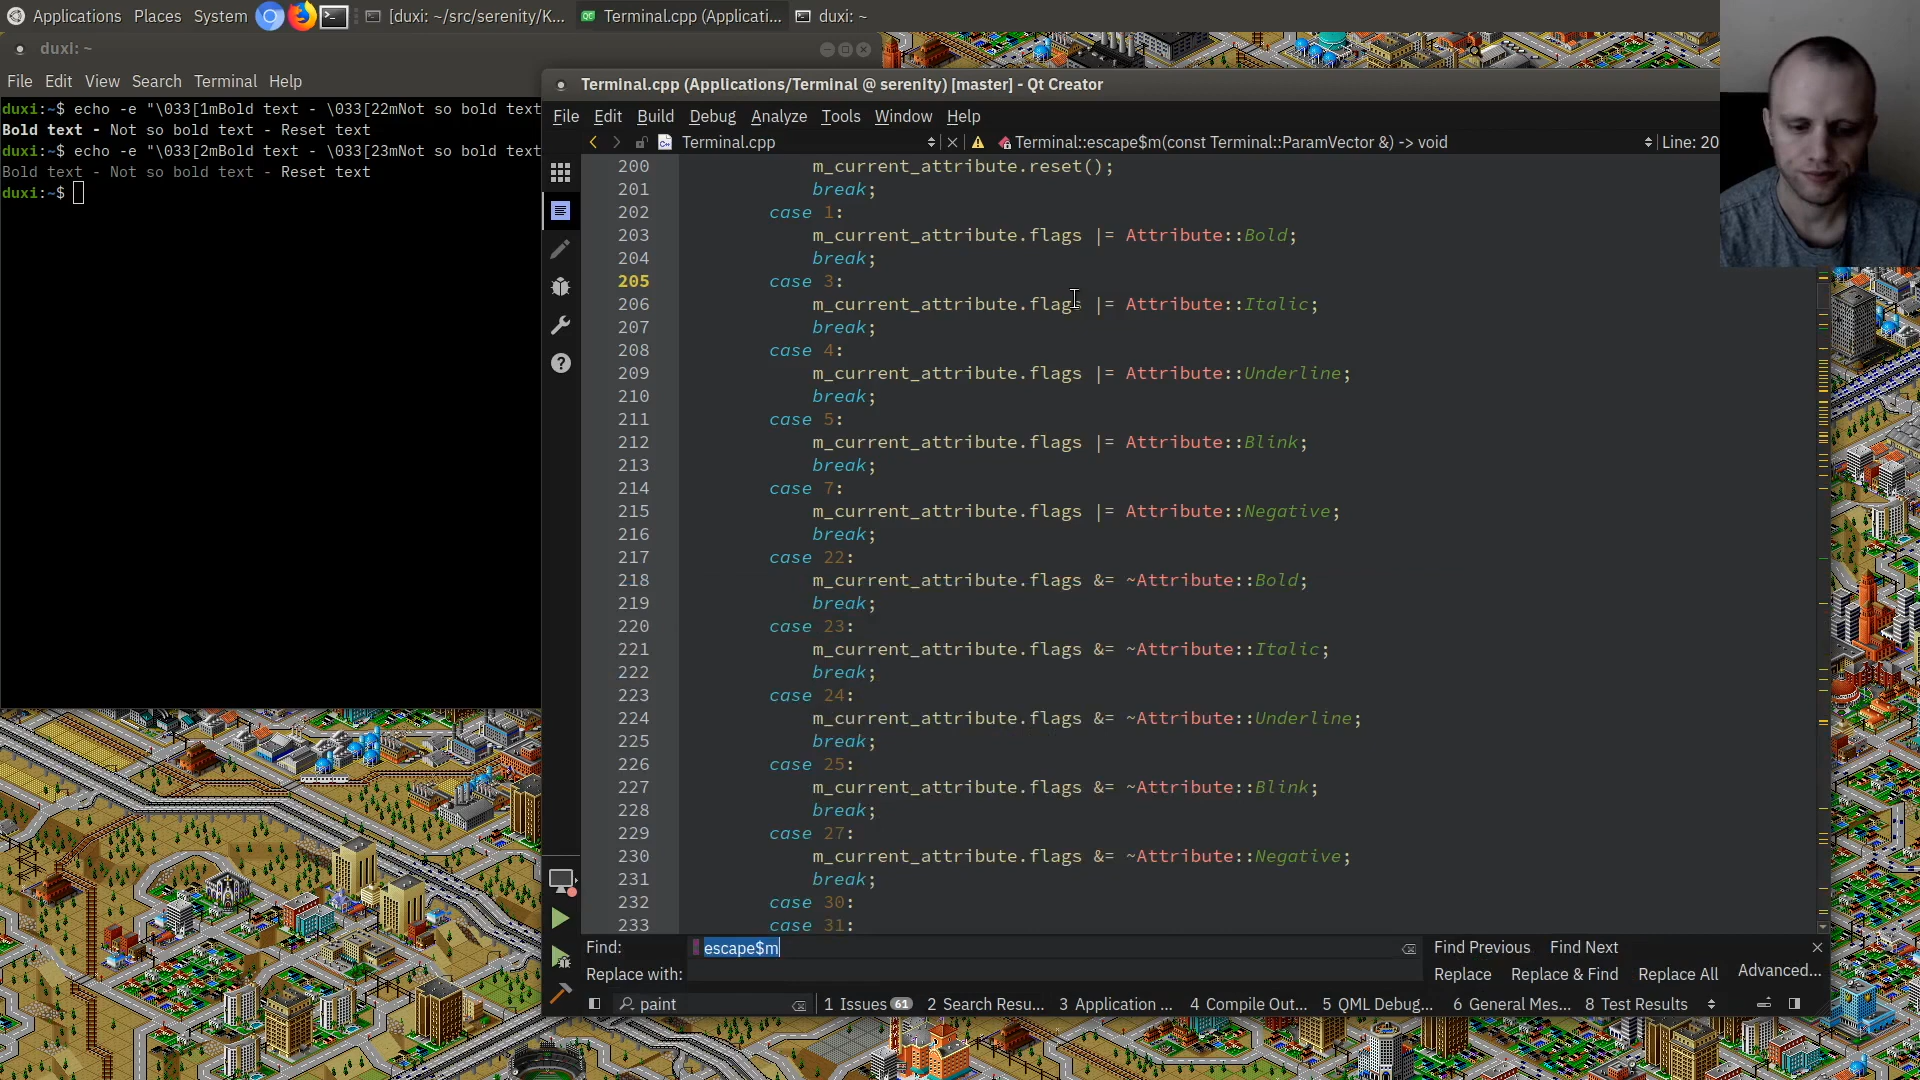 Applications Places System [duxi: ~/src/serenity/K... Terminal.cpp (Applicati... duxi: ~
duxi: ~
File Edit View Search Terminal Help
duxi:~$ echo -e "\033[1mBold text - \033[22mNot so bold text
Bold text - Not so bold text - Reset text
duxi:~$ echo -e "\033[2mBold text - \033[23mNot so bold text
Bold text - Not so bold text - Reset text
duxi:~$
Terminal.cpp (Applications/Terminal @ serenity) [master] - Qt Creator
File Edit Build Debug Analyze Tools Window Help
Terminal.cpp Terminal::escape$m(const Terminal::ParamVector &) -> void Line: 20
200 m_current_attribute.reset();
201 break;
202 case 1:
203 m_current_attribute.flags |= Attribute::Bold;
204 break;
205 case 3:
206 m_current_attribute.flags |= Attribute::Italic;
207 break;
208 case 4:
209 m_current_attribute.flags |= Attribute::Underline;
210 break;
211 case 5:
212 m_current_attribute.flags |= Attribute::Blink;
213 break;
214 case 7:
215 m_current_attribute.flags |= Attribute::Negative;
216 break;
217 case 22:
218 m_current_attribute.flags &= ~Attribute::Bold;
219 break;
220 case 23:
221 m_current_attribute.flags &= ~Attribute::Italic;
222 break;
223 case 24:
224 m_current_attribute.flags &= ~Attribute::Underline;
225 break;
226 case 25:
227 m_current_attribute.flags &= ~Attribute::Blink;
228 break;
229 case 27:
230 m_current_attribute.flags &= ~Attribute::Negative;
231 break;
232 case 30:
233 case 31:
Find: escape$m Find Previous Find Next
Replace with: Replace Replace & Find Replace All Advanced...
paint 1 Issues 61 2 Search Resu... 3 Application ... 4 Compile Out... 5 QML Debug... 6 General Mes... 8 Test Results